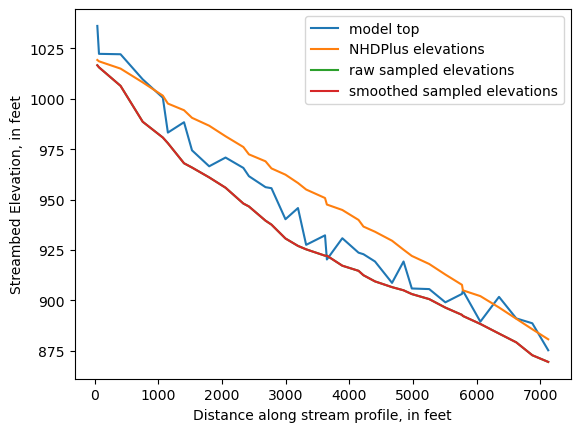 model top
NHDPlus elevations
raw sampled elevations
smoothed sampled elevations
Streambed Elevation, in feet
1025
1000
975
950
925
900
875
0 1000 2000 3000 4000 5000 6000 7000
Distance along stream profile, in feet